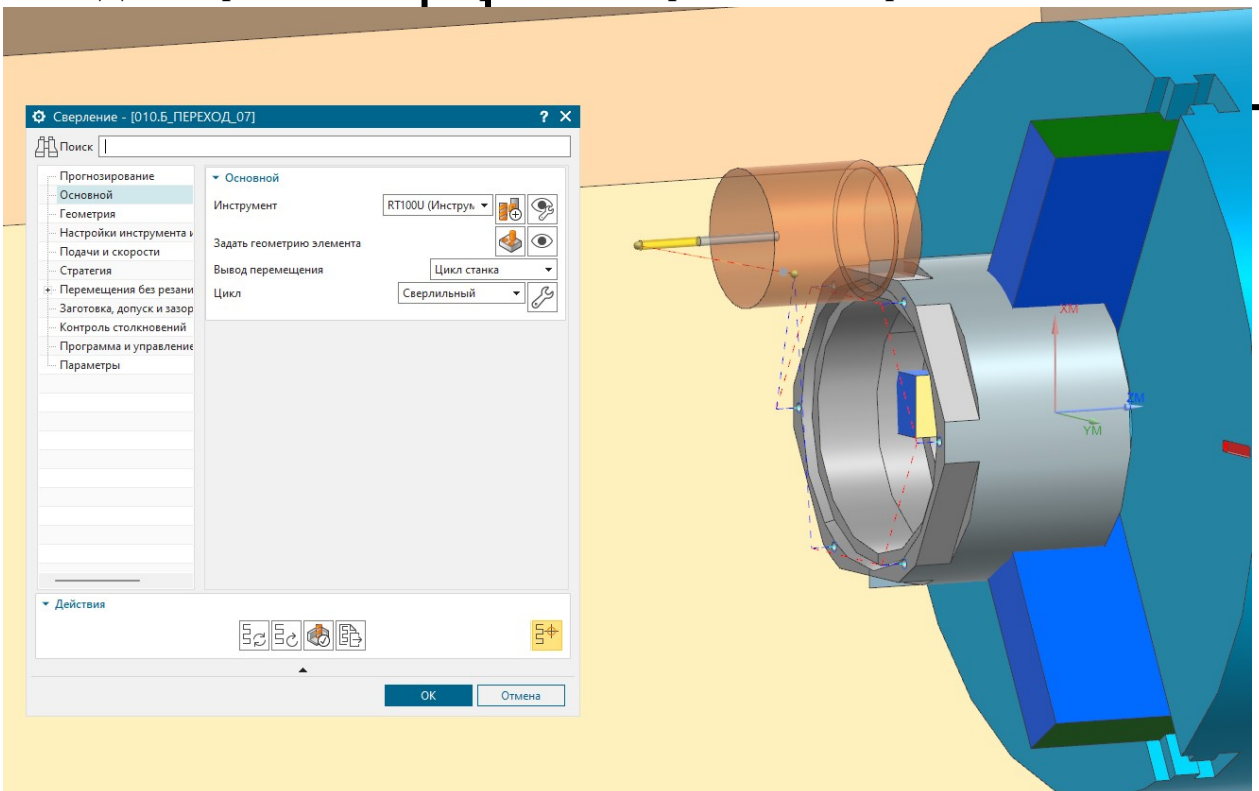 Сверление - [010.Б_ПЕРЕХОД_07] ? X
Поиск
Прогнозирование
Основной
Геометрия
Настройки инструмента и
Подачи и скорости
Стратегия
Перемещения без резани
Заготовка, допуск и зазор
Контроль столкновений
Программа и управление
Параметры
Основной
Инструмент RT100U (Инструм
Задать геометрию элемента
Вывод перемещения Цикл станка
Цикл Сверлильный
Действия
ОК Отмена
XM
ZM
YM